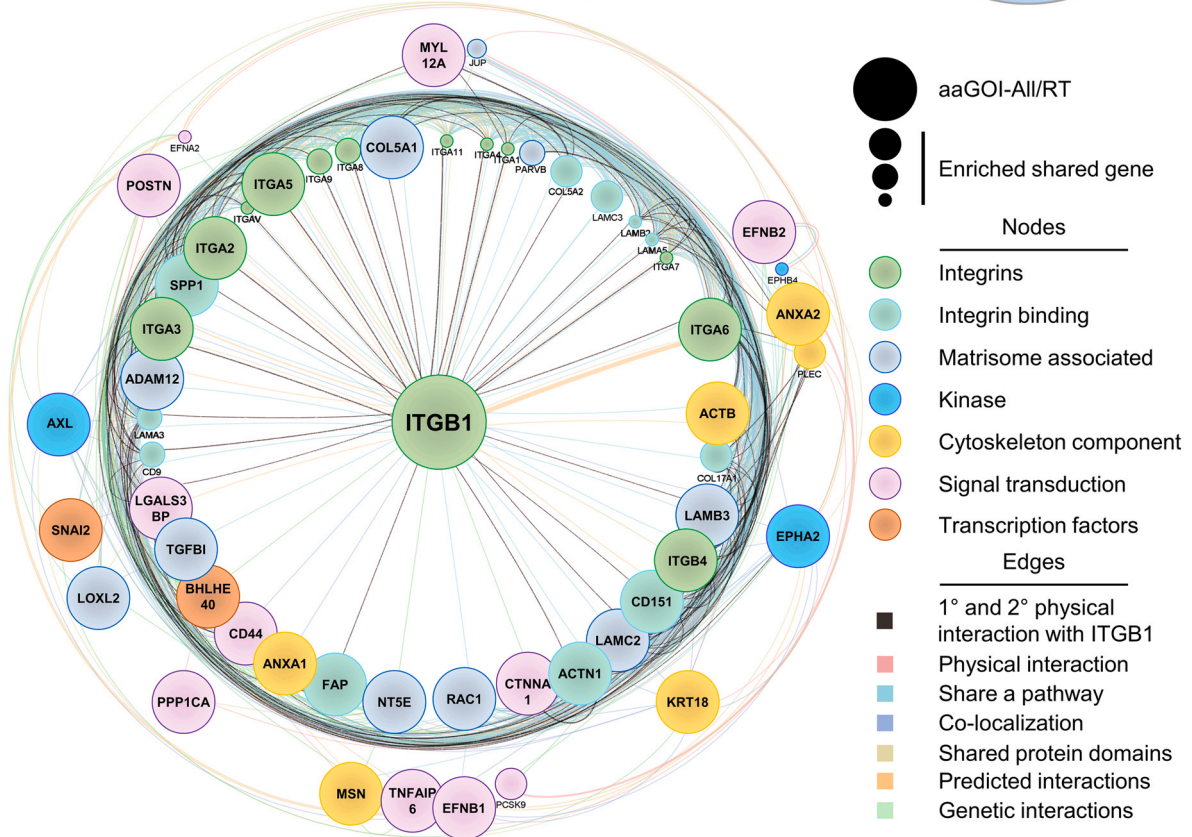 MYL
12A
JUP
EFNA2
POSTN
COL5A1
ITGA11
ITGA4
ITGA1
PARVB
ITGA8
ITGA9
ITGA5
ITGAV
COL5A2
LAMC3
LAMB2
LAMA5
ITGA7
ITGA2
SPP1
ITGA3
ADAM12
LAMA3
CD9
AXL
SNAI2
LOXL2
LGALS3
BP
TGFBI
BHLHE
40
CD44
ANXA1
FAP
NT5E
RAC1
CTNNA
1
ACTN1
LAMC2
CD151
ITGB4
LAMB3
COL17A1
ACTB
ITGA6
ITGB1
EFNB2
EPHB4
ANXA2
PLEC
EPHA2
KRT18
PPP1CA
MSN
TNFAIP
6
EFNB1
PCSK9
aaGOI-All/RT
Enriched shared gene
Nodes
Integrins
Integrin binding
Matrisome associated
Kinase
Cytoskeleton component
Signal transduction
Transcription factors
Edges
1° and 2° physical
interaction with ITGB1
Physical interaction
Share a pathway
Co-localization
Shared protein domains
Predicted interactions
Genetic interactions